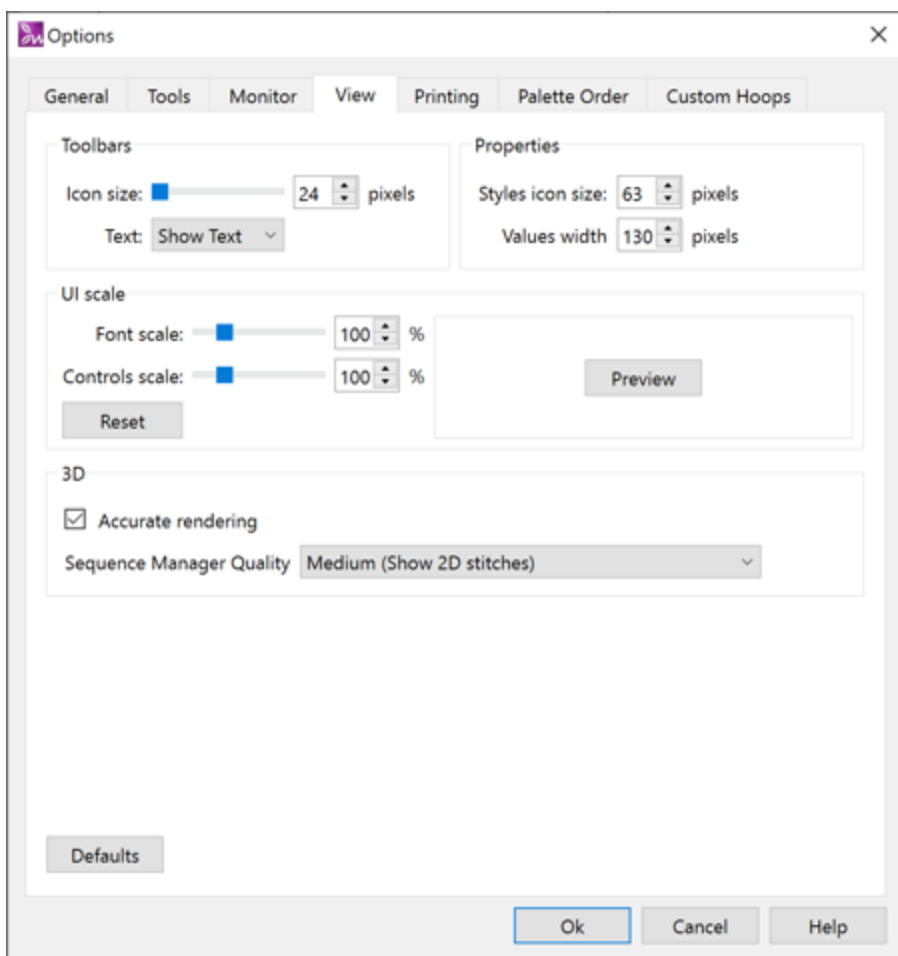 Options
General Tools Monitor View Printing Palette Order Custom Hoops
Toolbars
Icon size: 24 pixels
Text: Show Text
Properties
Styles icon size: 63 pixels
Values width 130 pixels
UI scale
Font scale: 100 %
Controls scale: 100 %
Reset
Preview
3D
Accurate rendering
Sequence Manager Quality Medium (Show 2D stitches)
Defaults
Ok Cancel Help